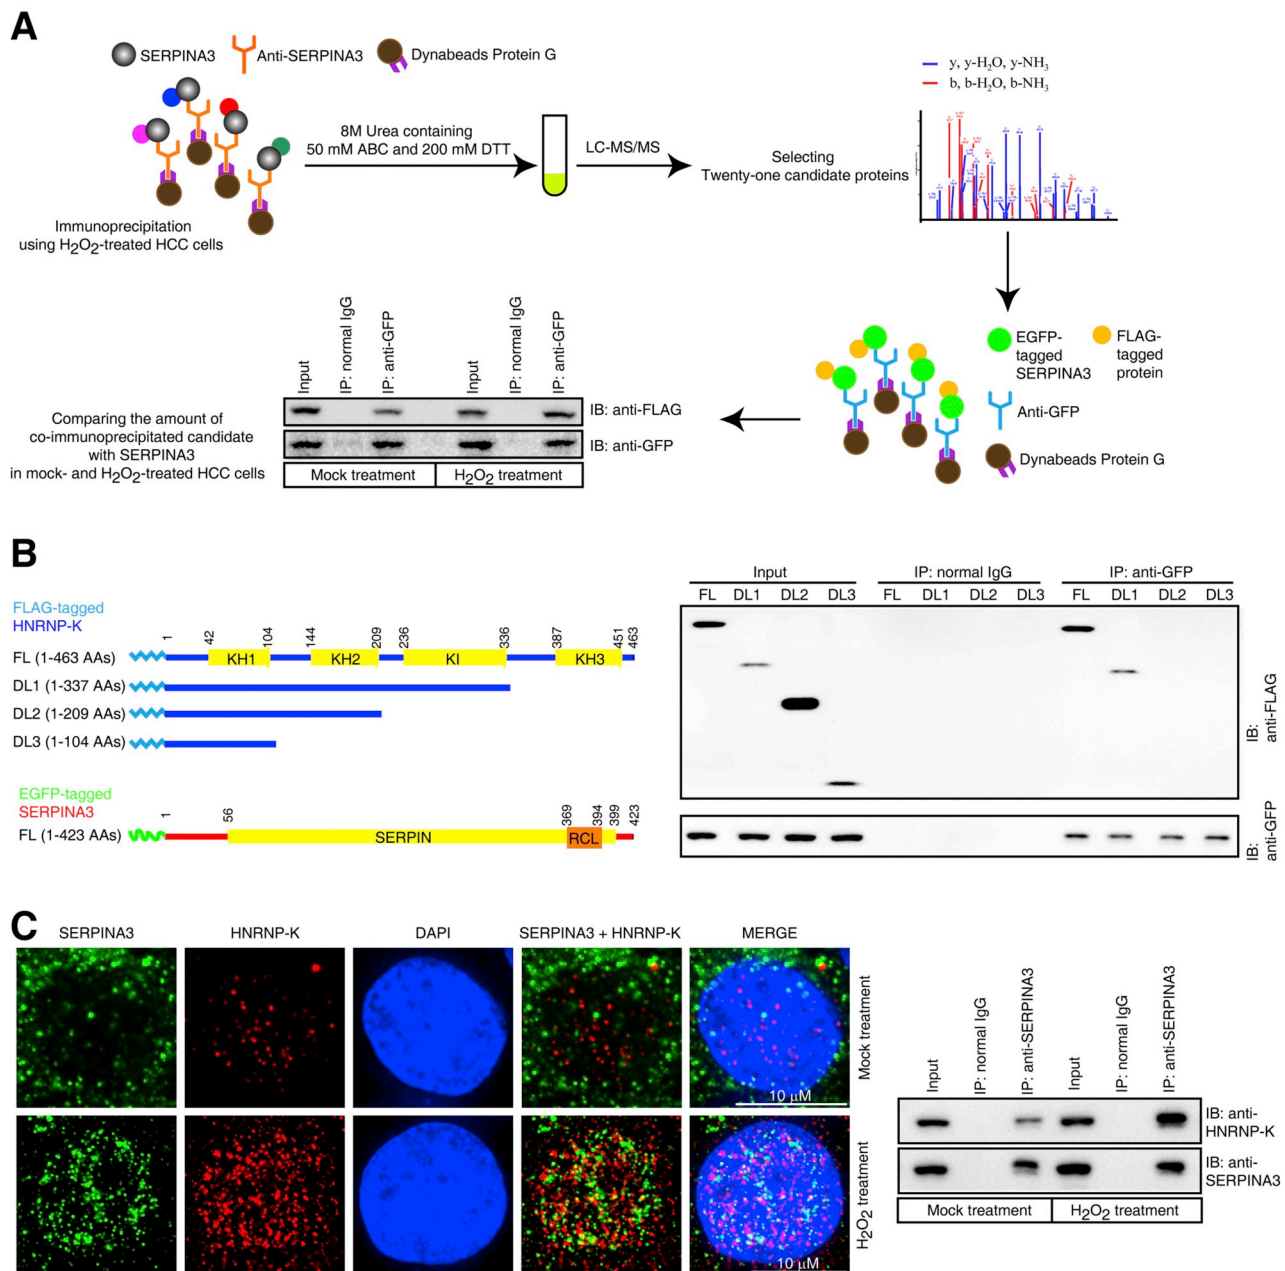 A
SERPINA3
Anti-SERPINA3
Dynabeads Protein G
8M Urea containing
50 mM ABC and 200 mM DTT
LC-MS/MS
Selecting
Twenty-one candidate proteins
y, y-H2O, y-NH3
b, b-H2O, b-NH3
Immunoprecipitation
using H2O2-treated HCC cells
EGFP-
tagged
SERPINA3
FLAG-
tagged
protein
Anti-GFP
Dynabeads Protein G
Input
IP: normal IgG
IP: anti-GFP
Input
IP: normal IgG
IP: anti-GFP
IB: anti-FLAG
IB: anti-GFP
Mock treatment
H2O2 treatment
Comparing the amount of
co-immunoprecipitated candidate
with SERPINA3
in mock- and H2O2-treated HCC cells
B
FLAG-tagged
HNRNP-K
1 42 104 144 209 236 336 387 451 463
FL (1-463 AAs) KH1 KH2 KI KH3
DL1 (1-337 AAs)
DL2 (1-209 AAs)
DL3 (1-104 AAs)
EGFP-tagged
SERPINA3
1 56 369 394 399 423
FL (1-423 AAs) SERPIN RCL
Input IP: normal IgG IP: anti-GFP
FL DL1 DL2 DL3 FL DL1 DL2 DL3 FL DL1 DL2 DL3
IB:
anti-FLAG
IB:
anti-GFP
C
SERPINA3 HNRNP-K DAPI SERPINA3 + HNRNP-K MERGE
10 µM
Mock treatment
10 µM
H2O2 treatment
Input
IP: normal IgG
IP: anti-SERPINA3
Input
IP: normal IgG
IP: anti-SERPINA3
IB: anti-
HNRNP-K
IB: anti-
SERPINA3
Mock treatment
H2O2 treatment